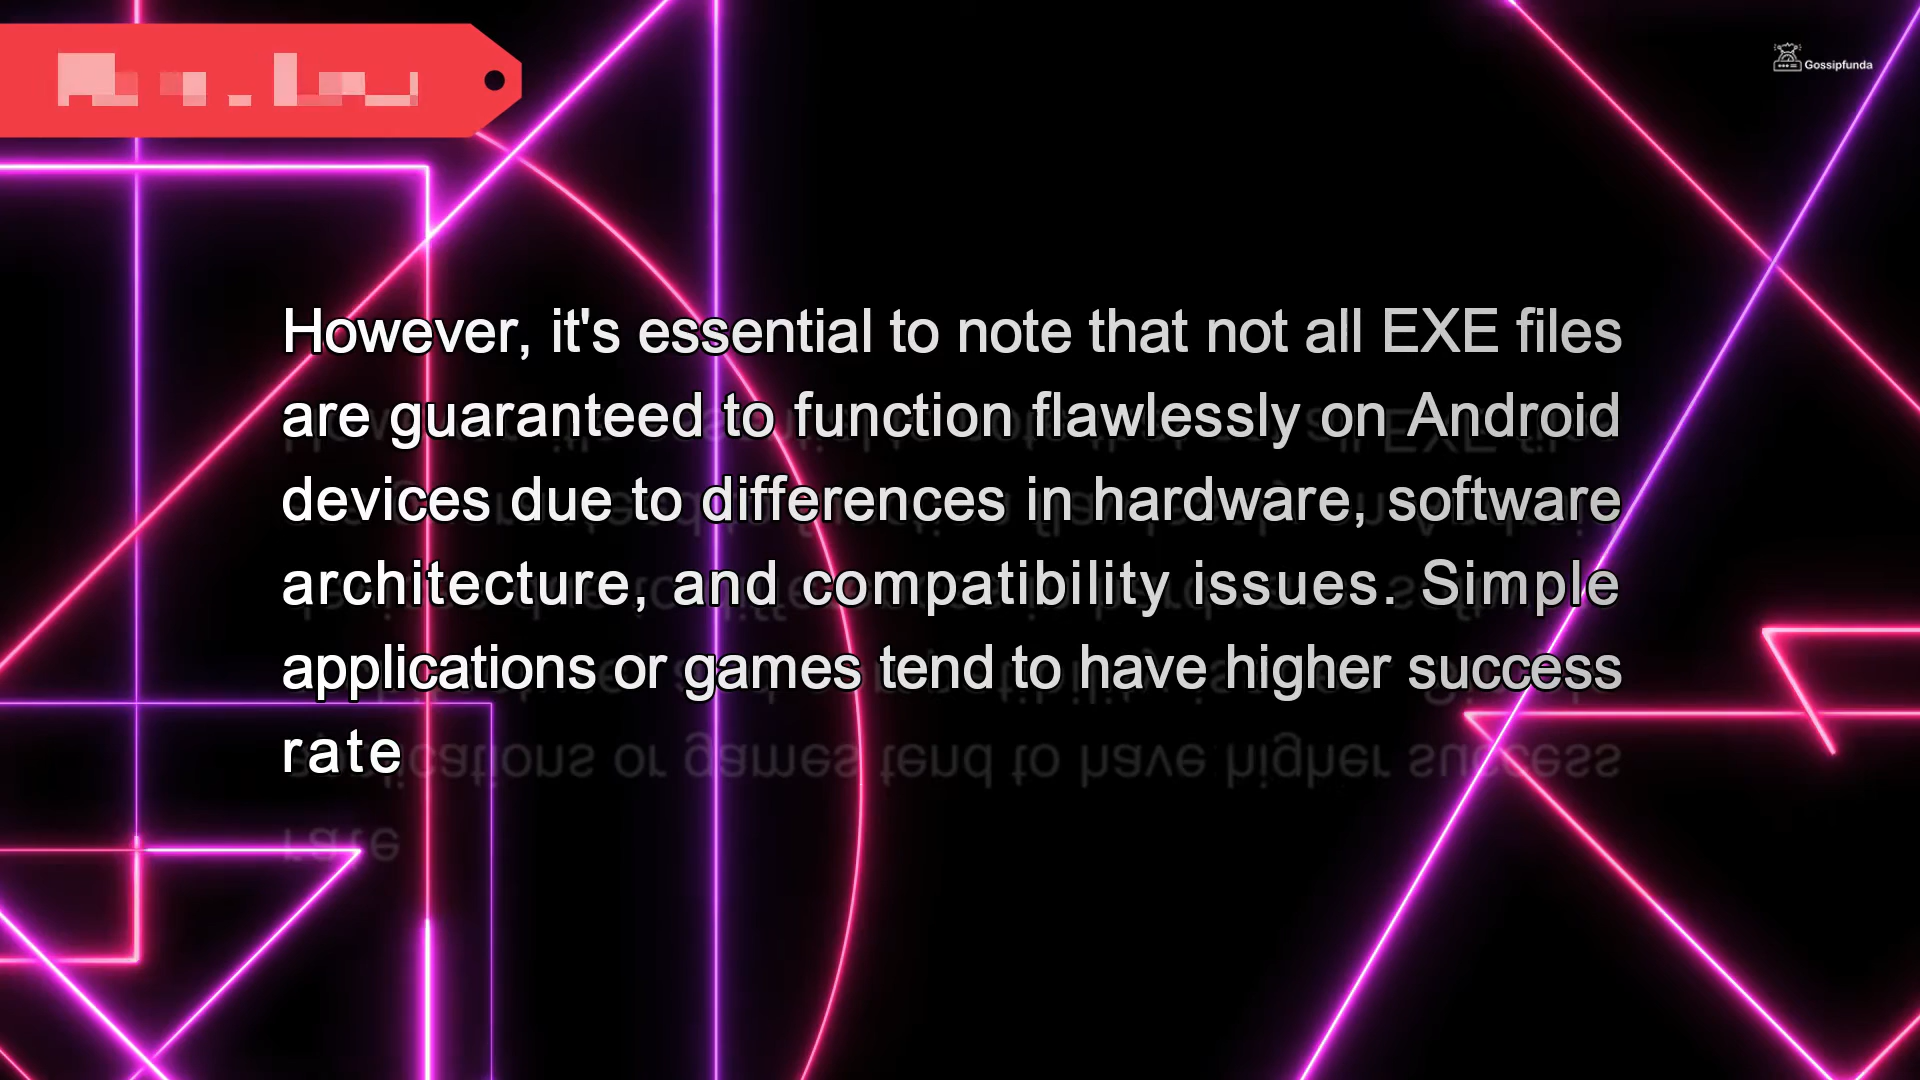 Gossipfunda
However, it's essential to note that not all EXE files
are guaranteed to function flawlessly on Android
devices due to differences in hardware, software
architecture, and compatibility issues. Simple
applications or games tend to have higher success
rate